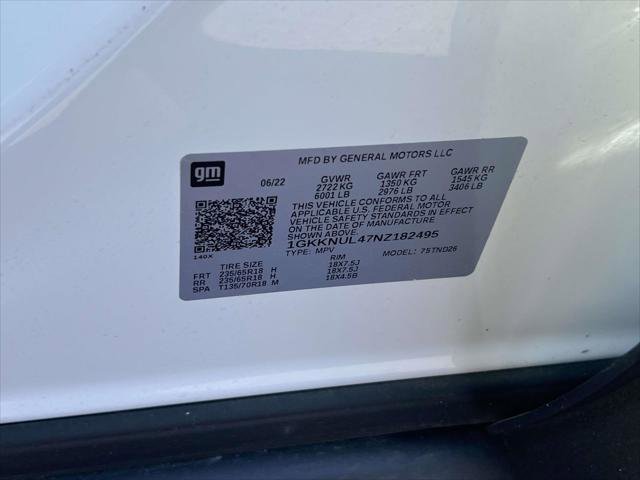 MFD BY GENERAL MOTORS LLC
gm
06/22 GVWR GAWR FRT GAWR RR
2722 KG 1350 KG 1545 KG
6001 LB 2976 LB 3406 LB
THIS VEHICLE CONFORMS TO ALL
APPLICABLE U.S. FEDERAL MOTOR
VEHICLE SAFETY STANDARDS IN EFFECT
ON THE DATE OF MANUFACTURE
SHOWN ABOVE.
1GKKNUL47NZ182495
140X TYPE: MPV MODEL: 75TND26
TIRE SIZE RIM
FRT 235/65R18 H 18X7.5J
RR 235/65R18 H 18X7.5J
SPA T135/70R18 M 18X4.5B